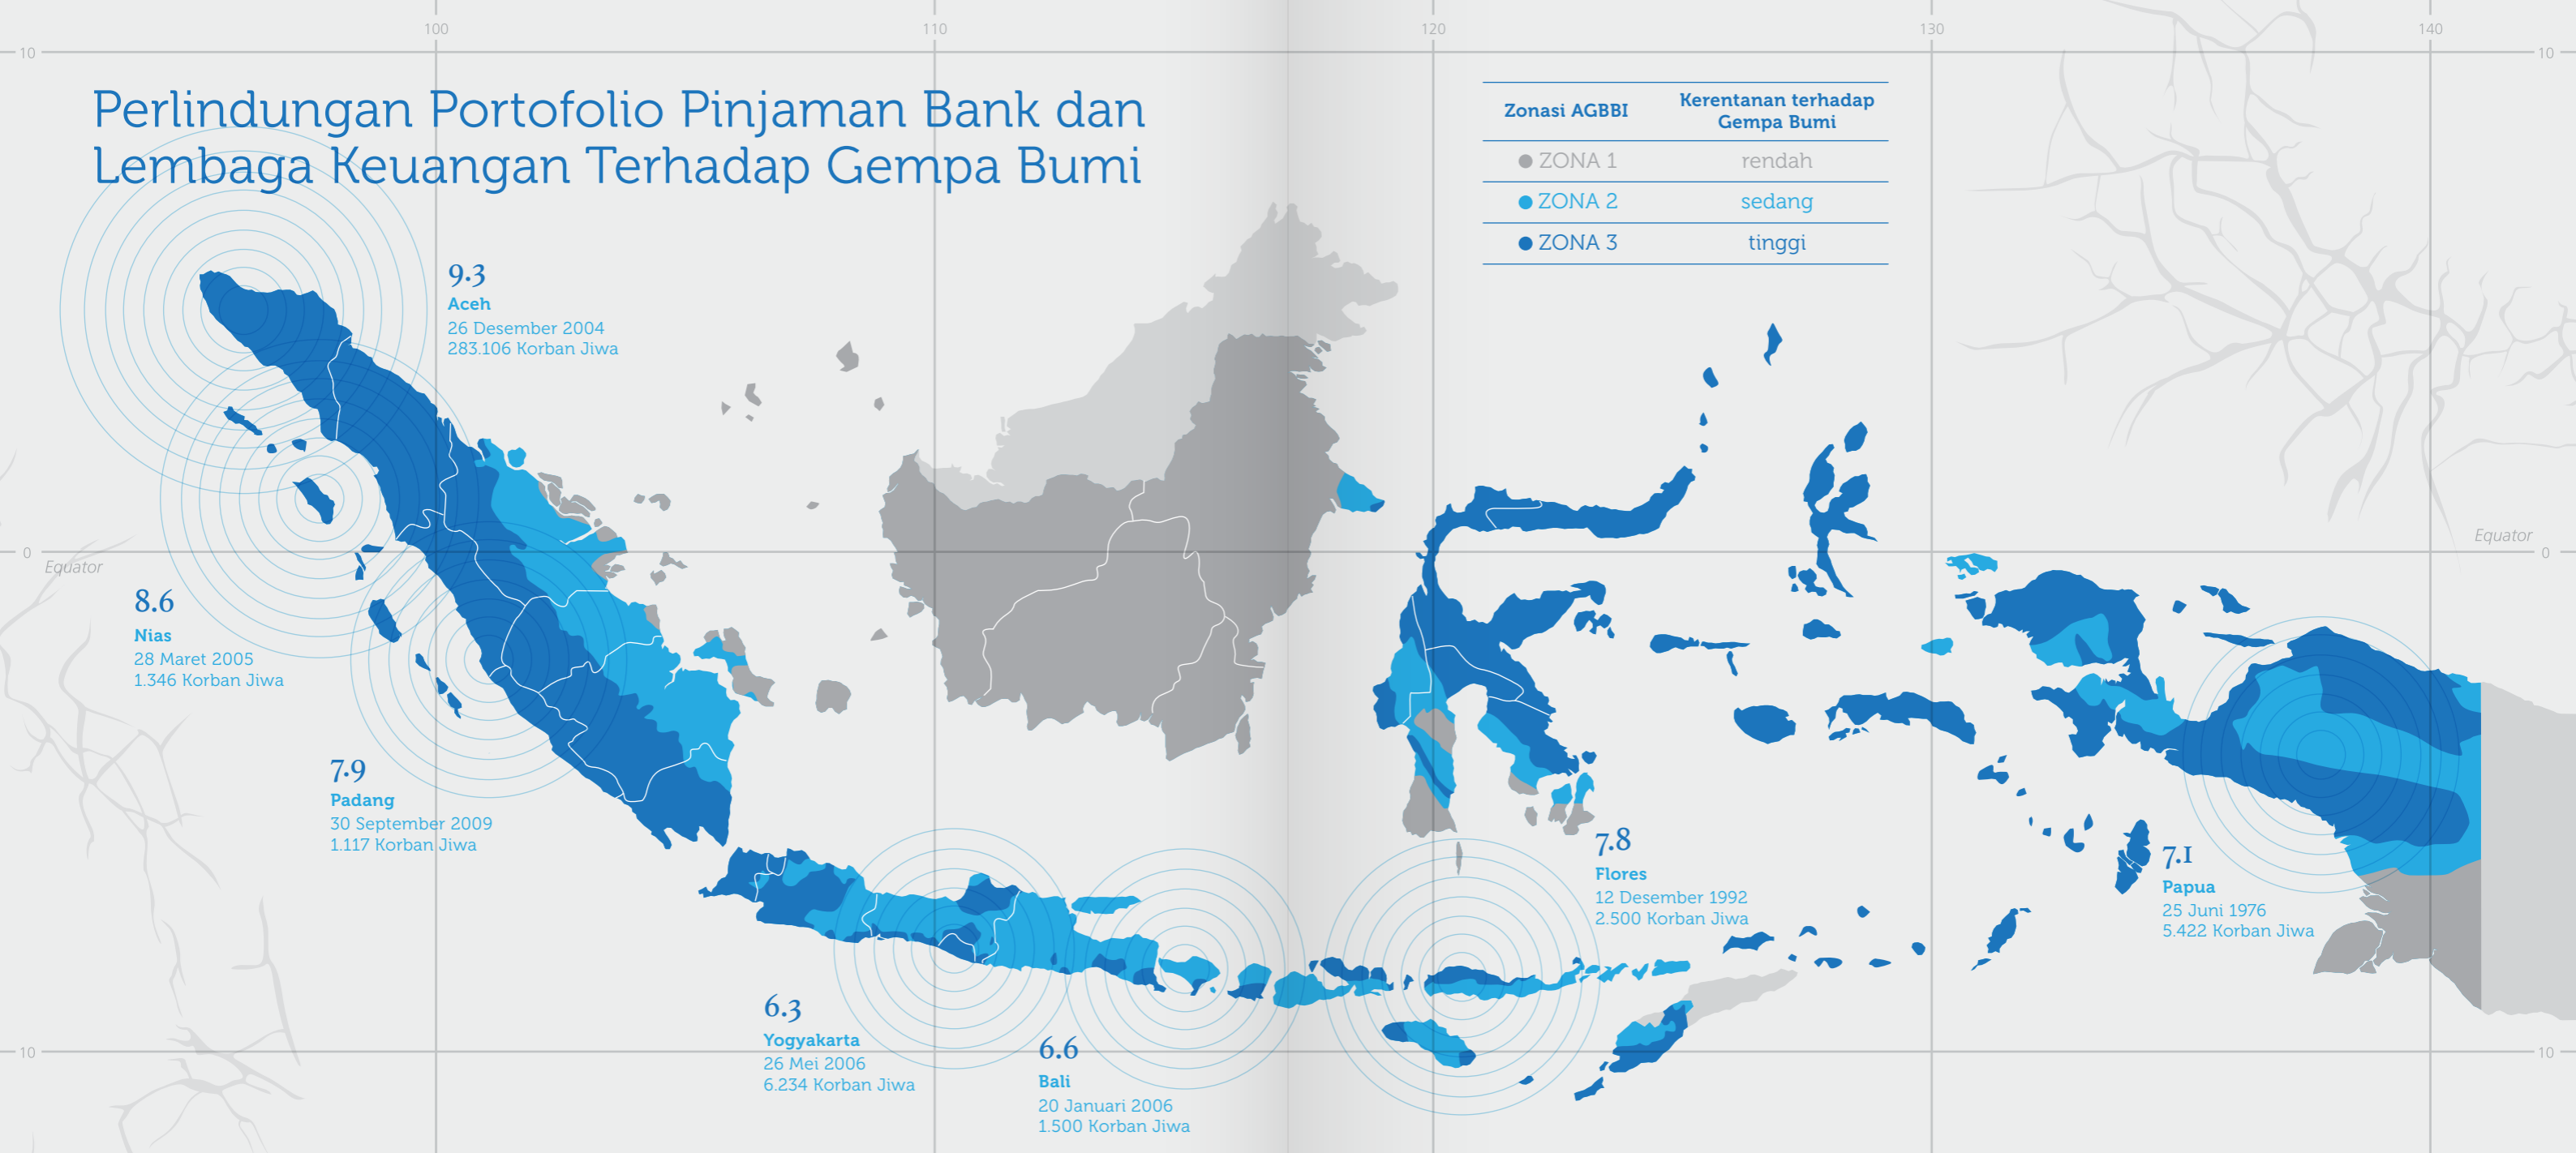 100
110
120
130
140
10
10
Perlindungan Portofolio Pinjaman Bank dan
Lembaga Keuangan Terhadap Gempa Bumi
Zonasi AGBBI
Kerentanan terhadap
Gempa Bumi
ZONA 1
rendah
ZONA 2
sedang
ZONA 3
tinggi
9.3
Aceh
26 Desember 2004
283.106 Korban Jiwa
Equator
0
0
Equator
8.6
Nias
28 Maret 2005
1.346 Korban Jiwa
7.9
Padang
30 September 2009
1.117 Korban Jiwa
7.8
Flores
12 Desember 1992
2.500 Korban Jiwa
7.1
Papua
25 Juni 1976
5.422 Korban Jiwa
6.3
Yogyakarta
26 Mei 2006
6.234 Korban Jiwa
6.6
Bali
20 Januari 2006
1.500 Korban Jiwa
10
10